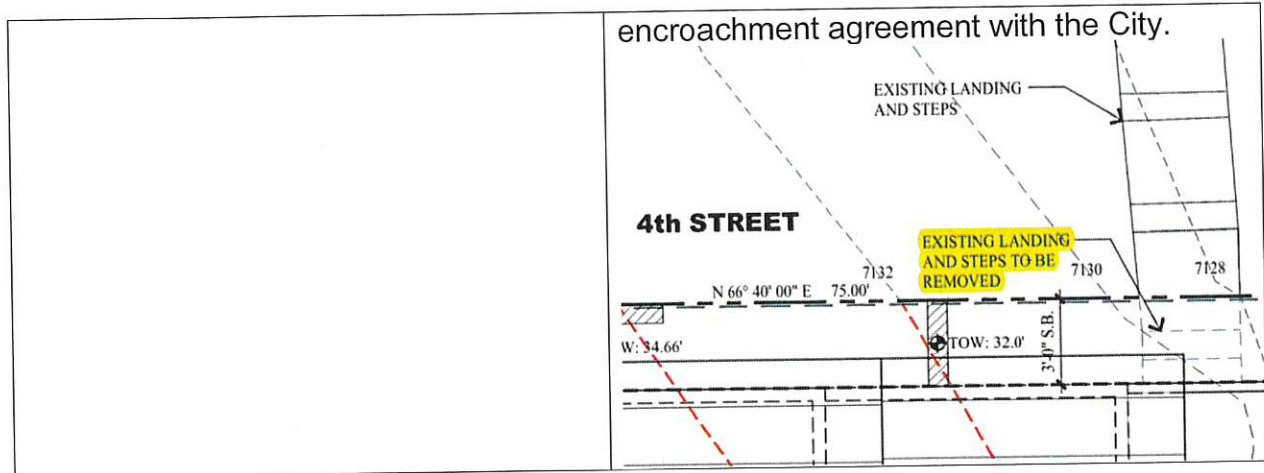 encroachment agreement with the City.
EXISTING LANDING
AND STEPS
4th STREET
EXISTING LANDING
AND STEPS TO BE
REMOVED
7132
7130
7128
N 66° 40' 00" E 75.00'
W: 34.66'
TOW: 32.0'
3'-0" S.B.